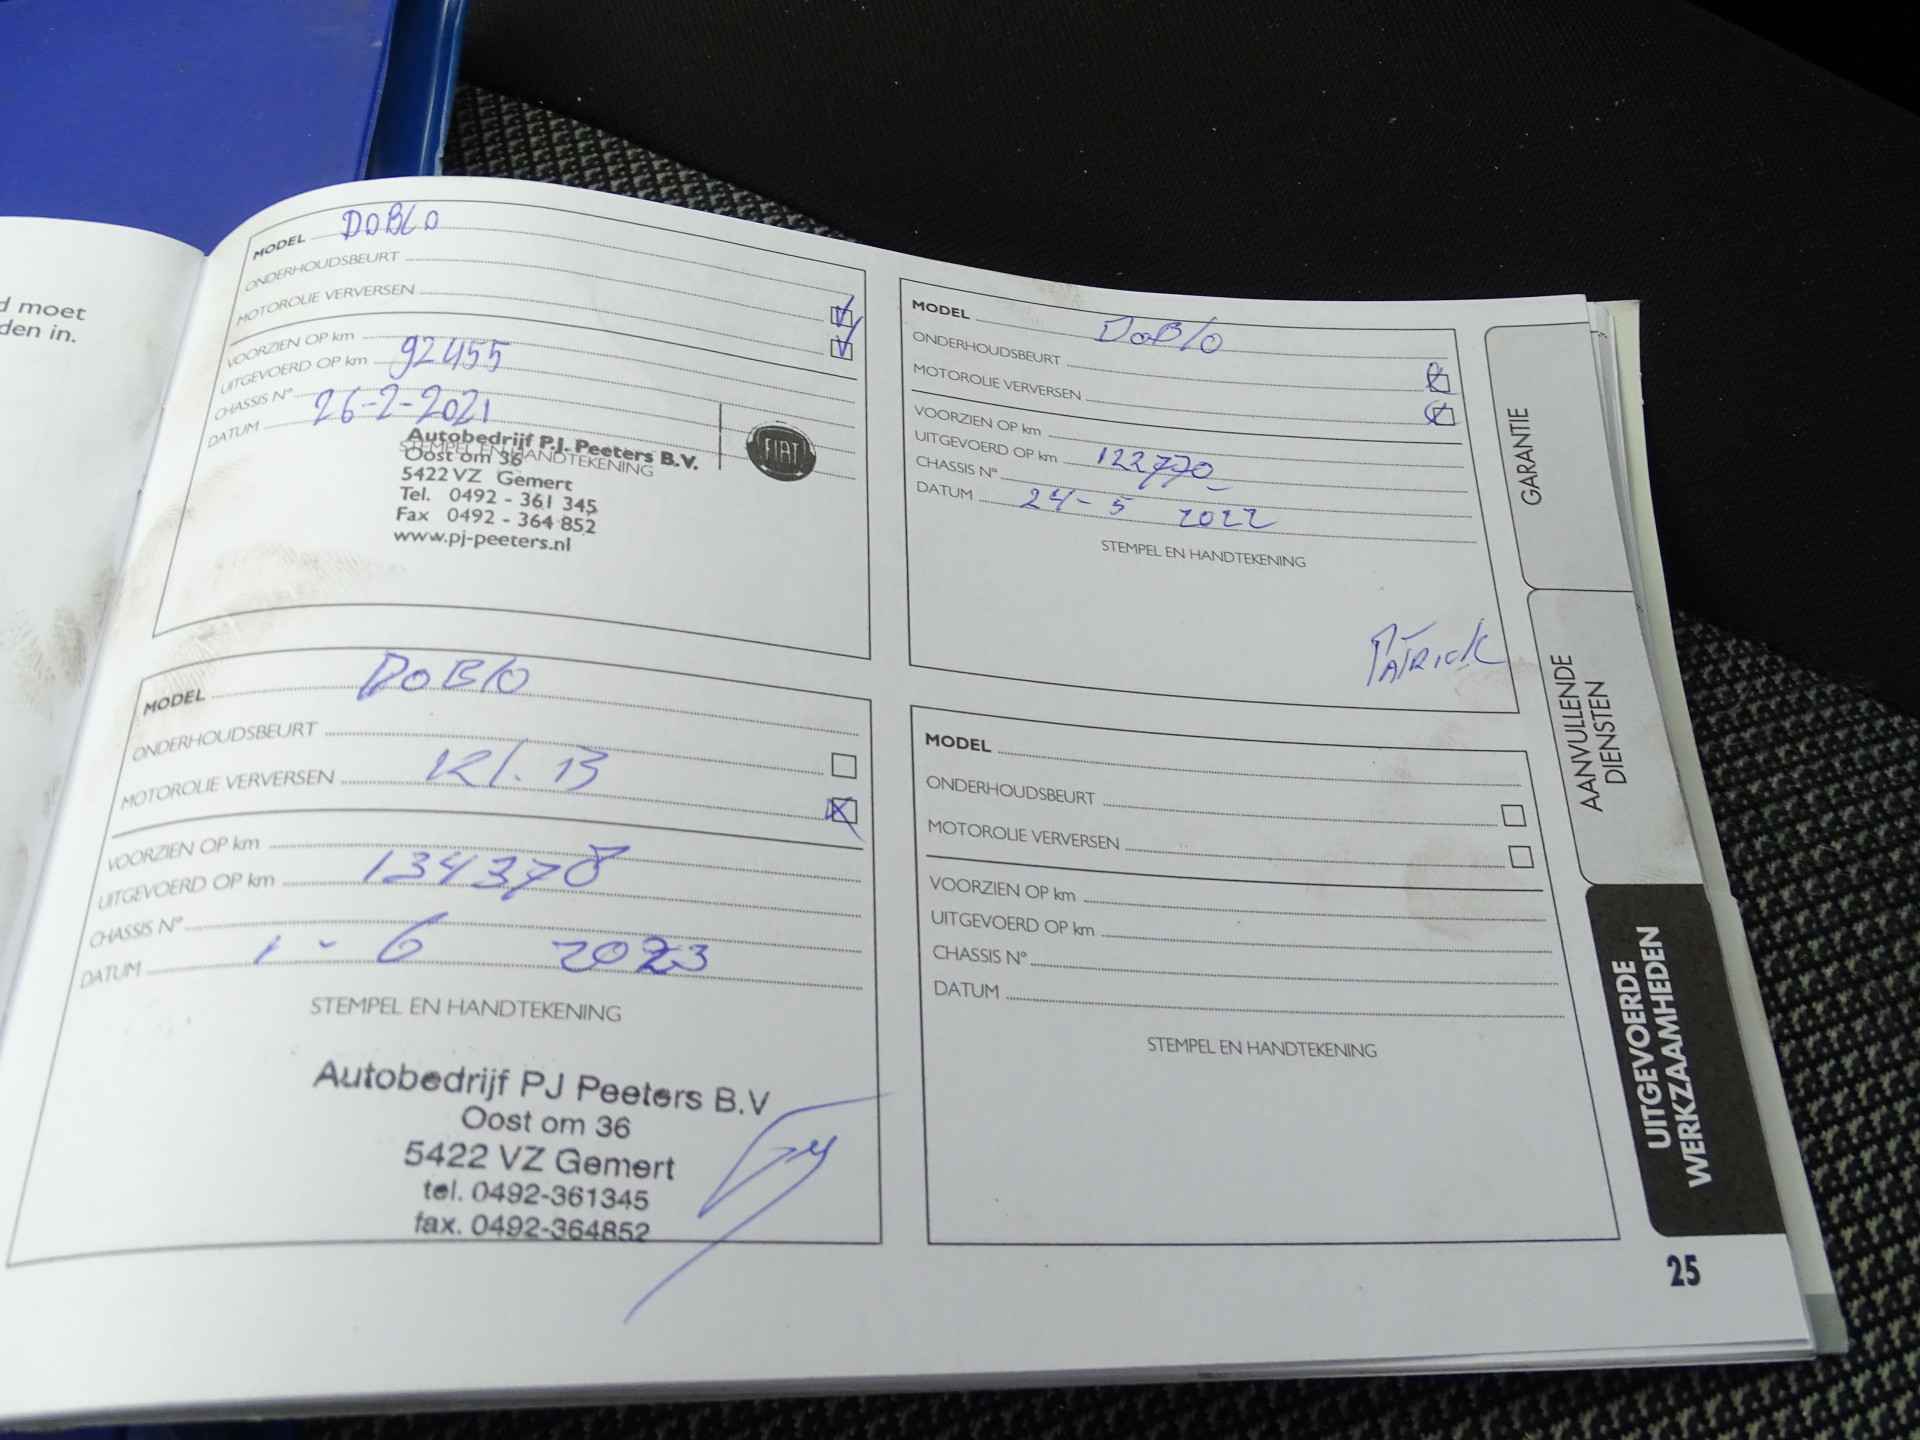 d moet
den in.
MODEL DOBLO
ONDERHOUDSBEURT
MOTOROLIE VERVERSEN
VOORZIEN OP km
UITGEVOERD OP km 92455
CHASSIS N°
DATUM 26-2-2021
STEMPEL EN HANDTEKENING
Autobedrijf P.J. Peeters B.V.
Oost om 36
5422 VZ Gemert
Tel. 0492 - 361 345
Fax 0492 - 364 852
www.pj-peeters.nl
FIAT
MODEL DoBlo
ONDERHOUDSBEURT
MOTOROLIE VERVERSEN
VOORZIEN OP km
UITGEVOERD OP km 122770
CHASSIS N°
DATUM 24-5 2022
STEMPEL EN HANDTEKENING
PATRICK
MODEL DoBlo
ONDERHOUDSBEURT
MOTOROLIE VERVERSEN
VOORZIEN OP km
UITGEVOERD OP km 134378
CHASSIS N°
DATUM 1-6 2023
STEMPEL EN HANDTEKENING
Autobedrijf PJ Peeters B.V
Oost om 36
5422 VZ Gemert
tel. 0492-361345
fax. 0492-364852
MODEL
ONDERHOUDSBEURT
MOTOROLIE VERVERSEN
VOORZIEN OP km
UITGEVOERD OP km
CHASSIS N°
DATUM
STEMPEL EN HANDTEKENING
GARANTIE
AANVULLENDE
DIENSTEN
UITGEVOERDE
WERKZAAMHEDEN
25